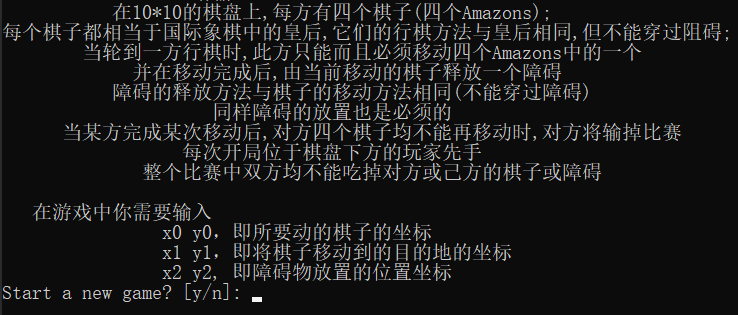 在10*10的棋盘上,每方有四个棋子(四个Amazons);
每个棋子都相当于国际象棋中的皇后,它们的行棋方法与皇后相同,但不能穿过阻碍;
当轮到一方行棋时,此方只能而且必须移动四个Amazons中的一个
并在移动完成后,由当前移动的棋子释放一个障碍
障碍的释放方法与棋子的移动方法相同(不能穿过障碍)
同样障碍的放置也是必须的
当某方完成某次移动后,对方四个棋子均不能再移动时,对方将输掉比赛
每次开局位于棋盘下方的玩家先手
整个比赛中双方均不能吃掉对方或己方的棋子或障碍
在游戏中你需要输入
x0 y0, 即所要动的棋子的坐标
x1 y1, 即将棋子移动到的目的地的坐标
x2 y2, 即障碍物放置的位置坐标
Start a new game? [y/n]: